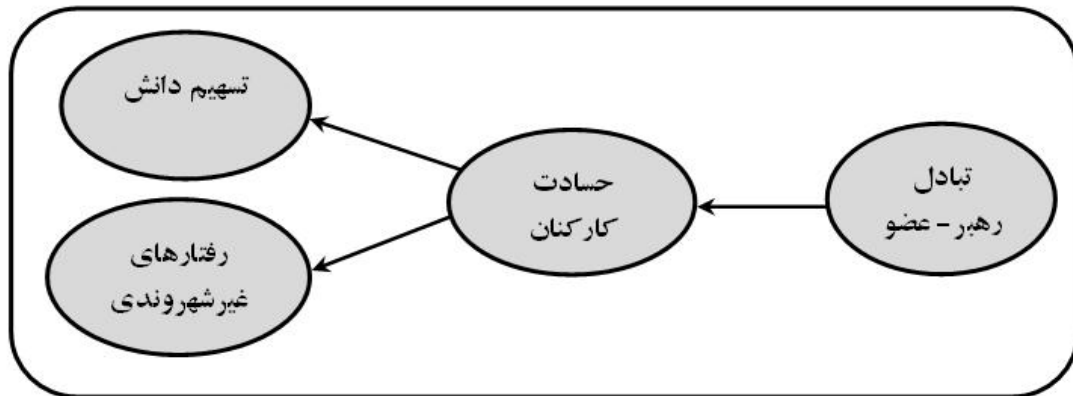 تسهیم دانش
حسادت
کارکنان
تبادل
رهبر - عضو
رفتارهای
غیرشهروندی